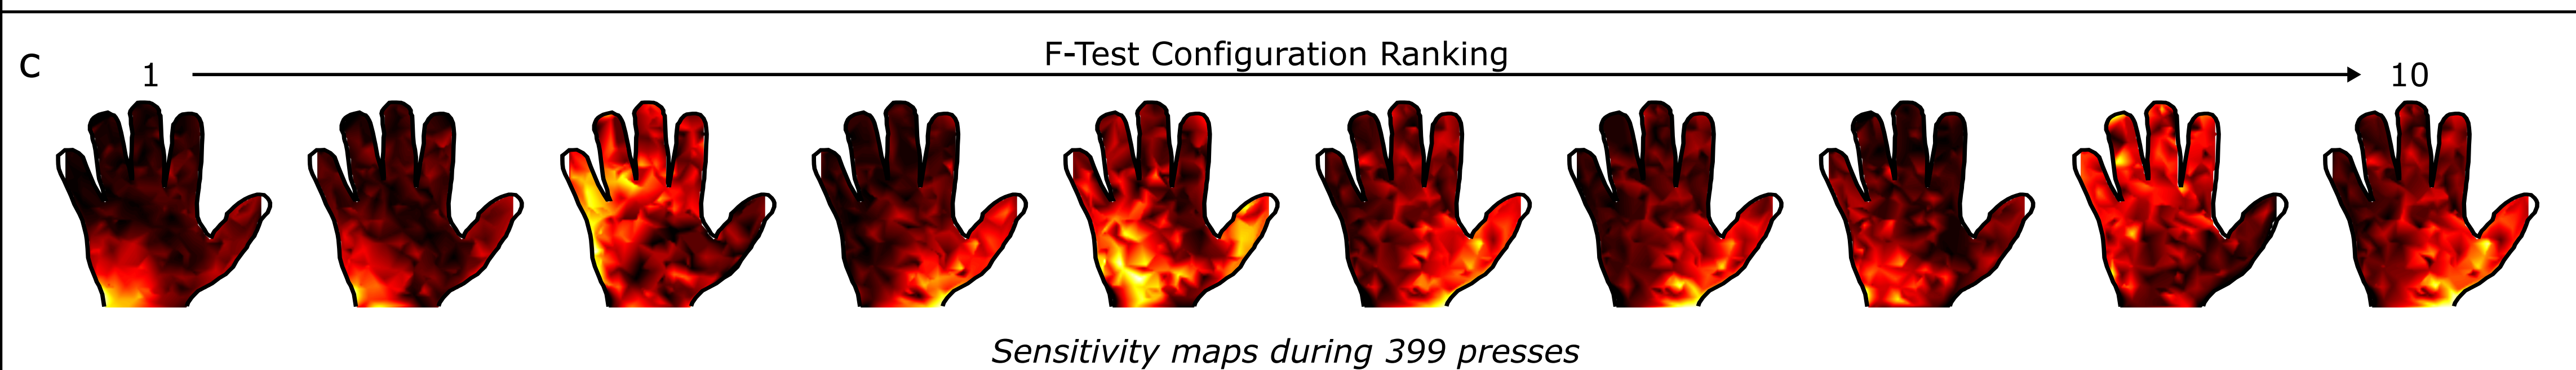 F-Test Configuration Ranking
c 1 10
Sensitivity maps during 399 presses